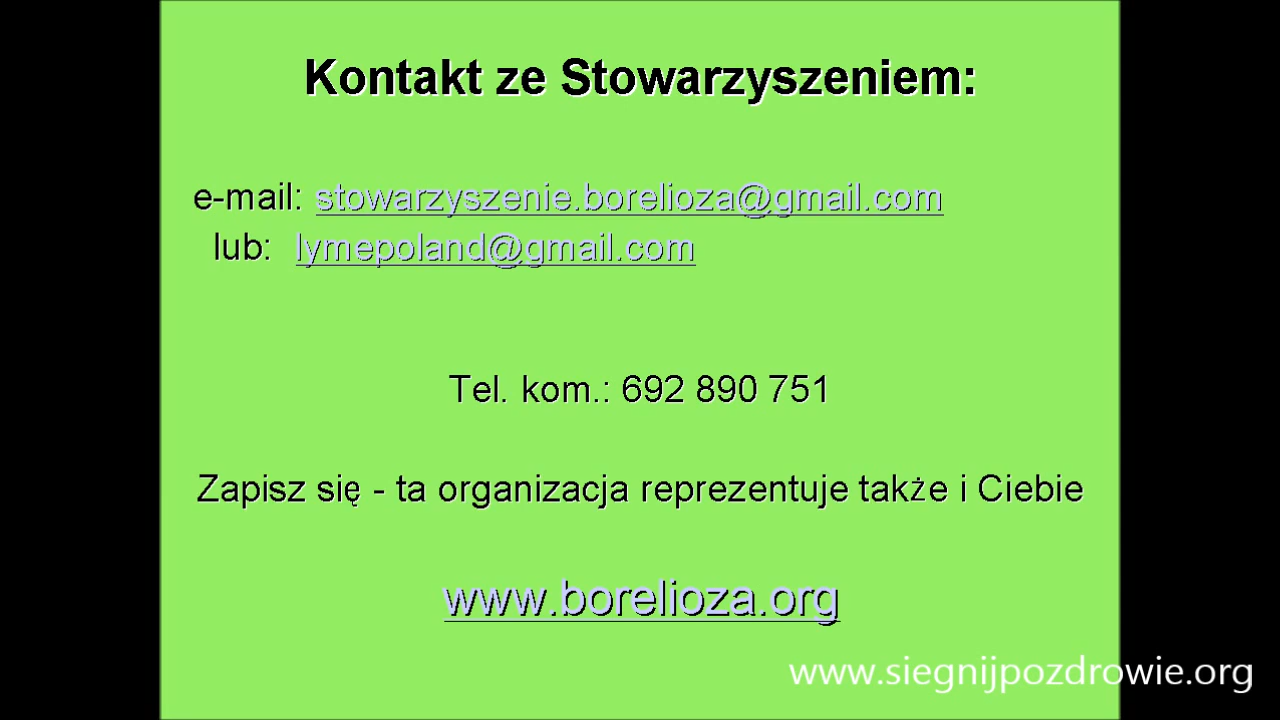 Kontakt ze Stowarzyszeniem:
e-mail: stowarzyszenie.borelioza@gmail.com
lub: lymepoland@gmail.com
Tel. kom.: 692 890 751
Zapisz się - ta organizacja reprezentuje także i Ciebie
www.borelioza.org
www.siegnijpozdrowie.org